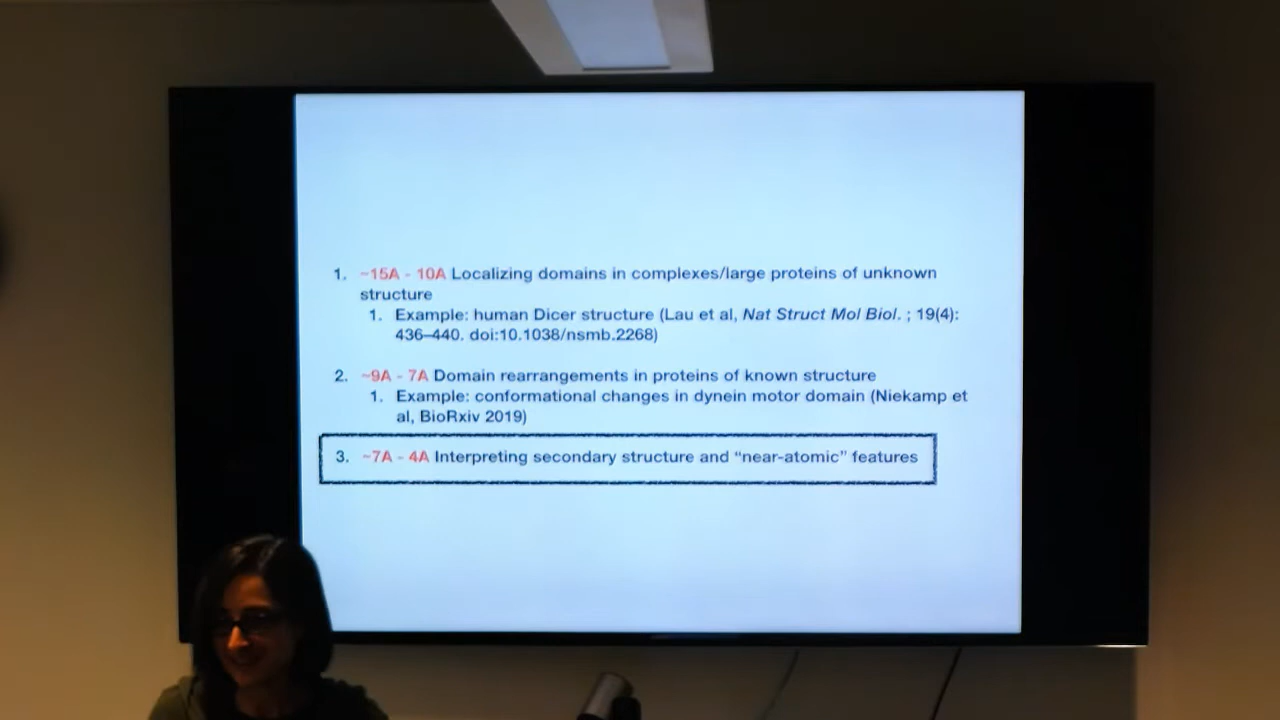 1. ~15A - 10A Localizing domains in complexes/large proteins of unknown
structure
1. Example: human Dicer structure (Lau et al, Nat Struct Mol Biol. ; 19(4):
436–440. doi:10.1038/nsmb.2268)
2. ~9A - 7A Domain rearrangements in proteins of known structure
1. Example: conformational changes in dynein motor domain (Niekamp et
al, BioRxiv 2019)
3. ~7A - 4A Interpreting secondary structure and “near-atomic” features